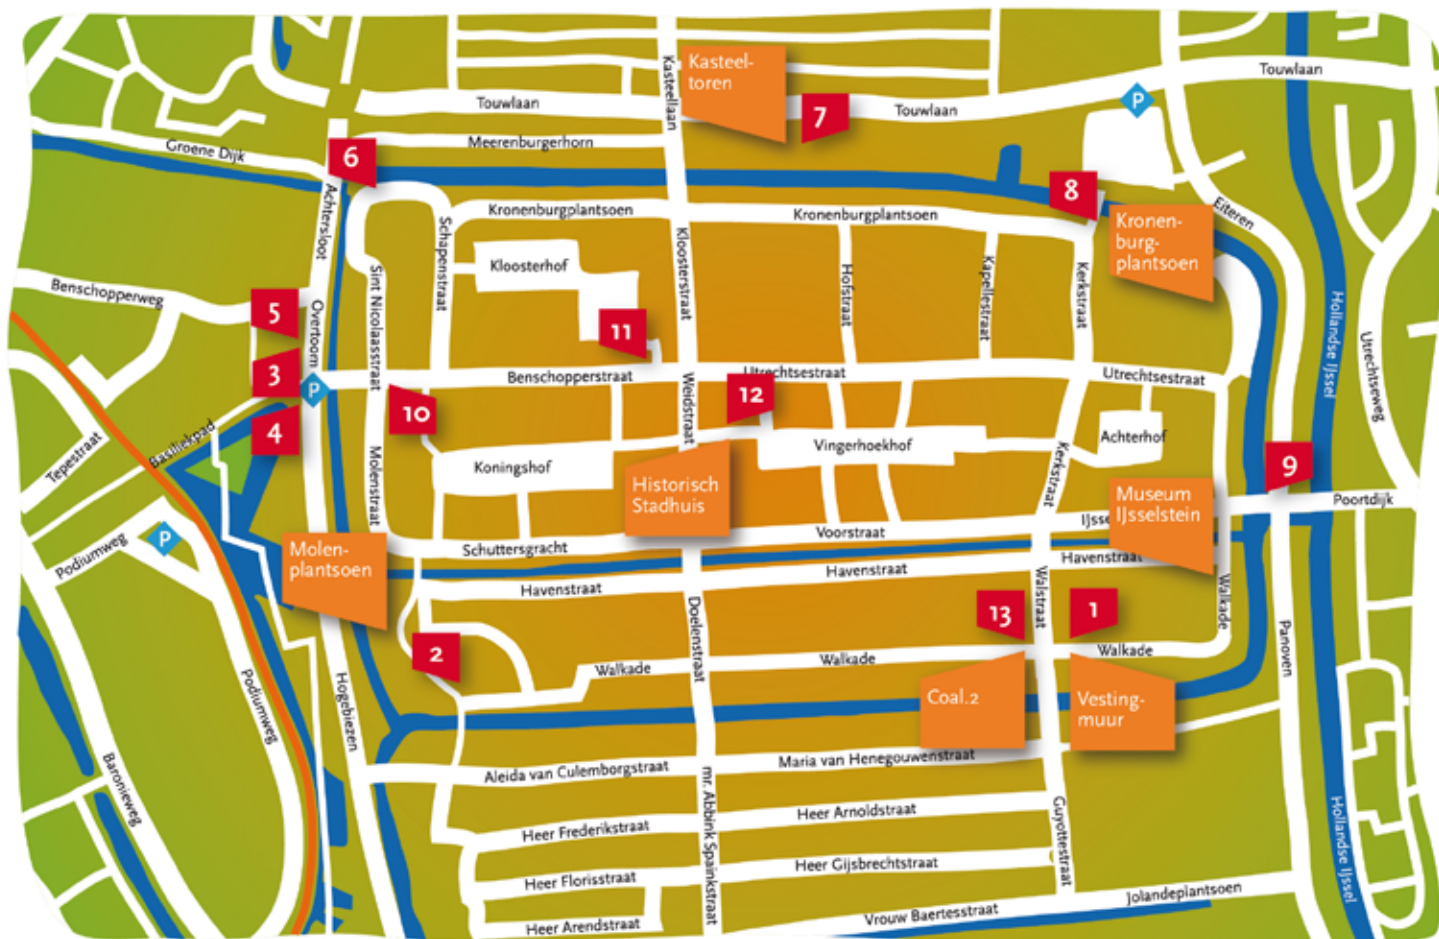 Kasteel-
toren
Kasteellaan
Touwlaan
7
Touwlaan
P
Touwlaan
Groene Dijk
6
Meerenburgerhorn
Achtersloot
8
Kronen-
burg-
plantsoen
Eiteren
Kronenburgplantsoen
Kronenburgplantsoen
Schapenstraat
Kloosterhof
Kloosterstraat
Hofstraat
Kapellestraat
Kerkstraat
Sint Nicolaasstraat
Benschopperweg
5
Overtoom
Hollandse IJssel
Utrechtseweg
11
3
P
Benschopperstraat
Utrechtsestraat
Utrechtsestraat
Weidstraat
12
10
4
Basiliekpad
Tepestraat
Molenstraat
Koningshof
Vingerhoekhof
Achterhof
Kerkstraat
9
Historisch
Stadhuis
Museum
IJsselstein
Poortdijk
IJsse
P
Podiumweg
Molen-
plantsoen
Schuttersgracht
Voorstraat
Havenstraat
Havenstraat
Havenstraat
Walstraat
Walkade
13
1
Doelenstraat
2
Walkade
Walkade
Walkade
Panoven
Podiumweg
Hogebiezen
Coal.2
Vesting-
muur
Baronieweg
Aleida van Culemborgstraat
Maria van Henegouwenstraat
mr. Abbink Spainkstraat
Heer Frederikstraat
Heer Arnoldstraat
Guyottestraat
Hollandse IJssel
Heer Florisstraat
Heer Gijsbrechtstraat
Heer Arendstraat
Vrouw Baertesstraat
Jolandeplantsoen